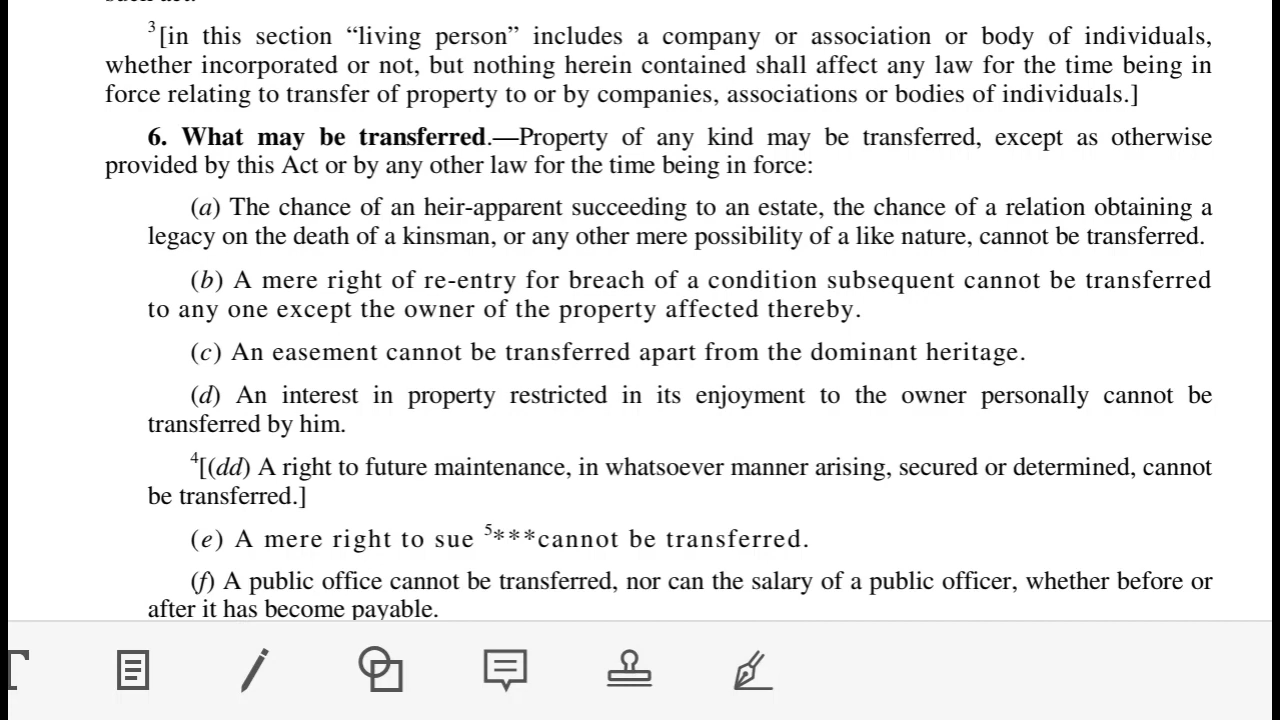 such act.
3[in this section “living person” includes a company or association or body of individuals,
whether incorporated or not, but nothing herein contained shall affect any law for the time being in
force relating to transfer of property to or by companies, associations or bodies of individuals.]
6. What may be transferred.—Property of any kind may be transferred, except as otherwise
provided by this Act or by any other law for the time being in force:
(a) The chance of an heir-apparent succeeding to an estate, the chance of a relation obtaining a
legacy on the death of a kinsman, or any other mere possibility of a like nature, cannot be transferred.
(b) A mere right of re-entry for breach of a condition subsequent cannot be transferred
to any one except the owner of the property affected thereby.
(c) An easement cannot be transferred apart from the dominant heritage.
(d) An interest in property restricted in its enjoyment to the owner personally cannot be
transferred by him.
4[(dd) A right to future maintenance, in whatsoever manner arising, secured or determined, cannot
be transferred.]
(e) A mere right to sue 5***cannot be transferred.
(f) A public office cannot be transferred, nor can the salary of a public officer, whether before or
after it has become payable.